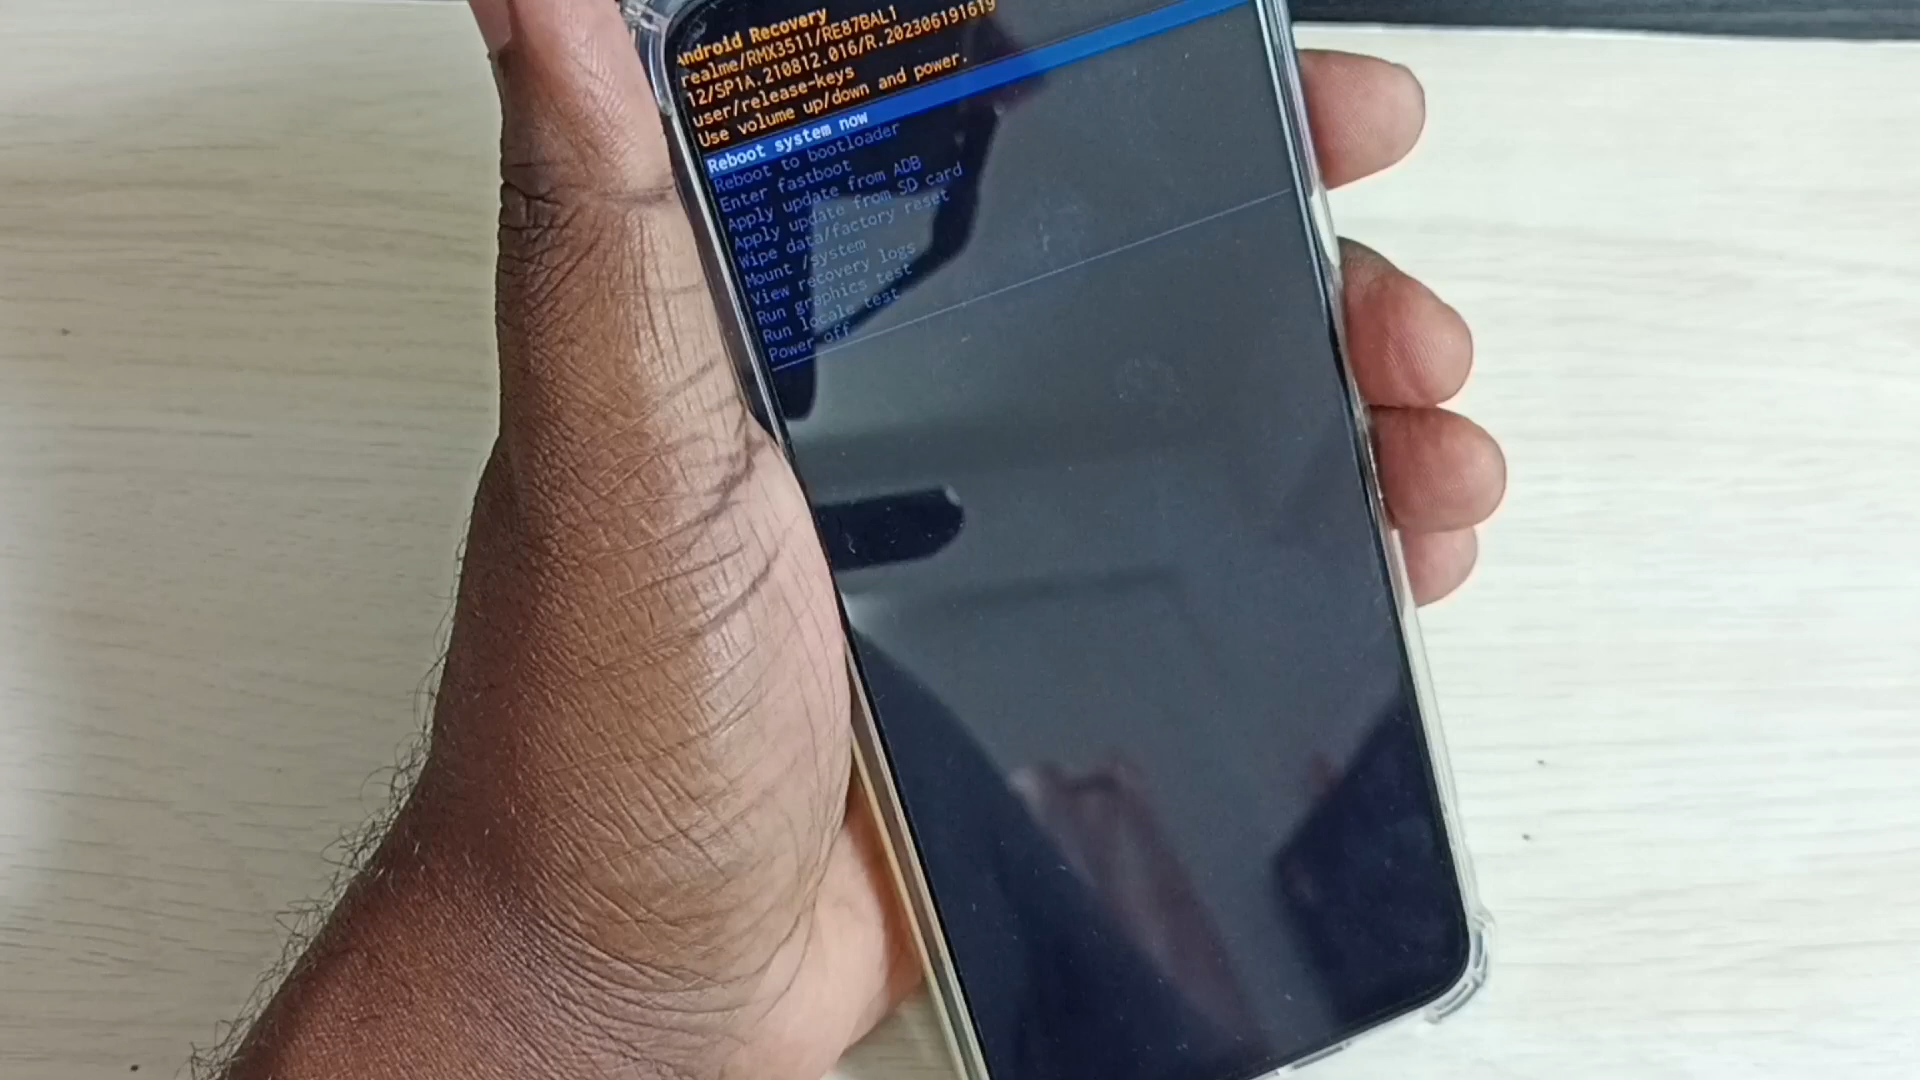 Android Recovery
realme/RMX3511/RE87BAL1
12/SP1A.210812.016/R.202306191619
user/release-keys
Use volume up/down and power.
Reboot system now
Reboot to bootloader
Enter fastboot
Apply update from ADB
Apply update from SD card
Wipe data/factory reset
Mount /system
View recovery logs
Run graphics test
Run locale test
Power off